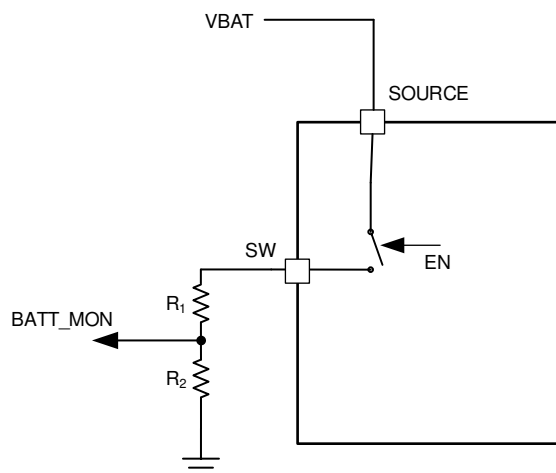 VBAT
SOURCE
SW
EN
R₁
BATT_MON
R₂